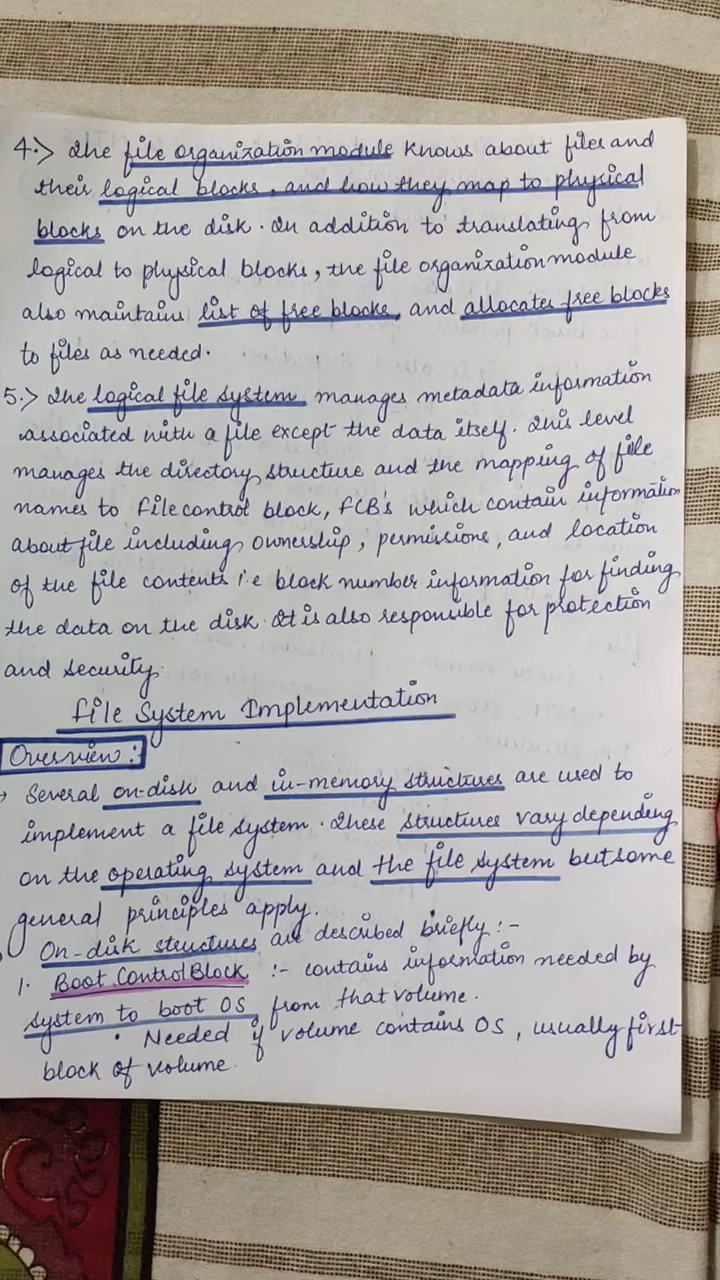 4.> The file organization module knows about files and
their logical blocks, and how they map to physical
blocks on the disk. In addition to translating from
logical to physical blocks, the file organization module
also maintains list of free blocks, and allocates free blocks
to files as needed.
5.> The logical file system manages metadata information
associated with a file except the data itself. This level
manages the directory structure and the mapping of file
names to file control block, FCB's which contain information
about file including ownership, permissions, and location
of the file contents i.e block number information for finding
the data on the disk. It is also responsible for protection
and security.
File System Implementation
Overview:
Several on-disk and in-memory structures are used to
implement a file system. These structures vary depending
on the operating system and the file system but some
general principles apply.
On-disk structures are described briefly :-
1. Boot Control Block :- contains information needed by
system to boot OS from that volume.
• Needed if volume contains OS, usually first
block of volume.